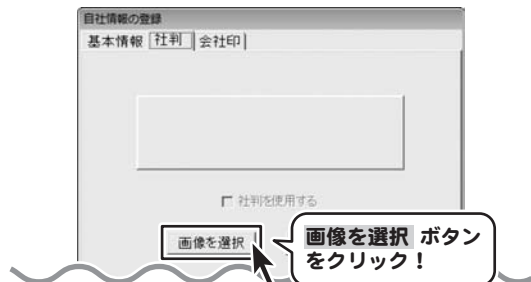 自社情報の登録
基本情報 社判 会社印
社判を使用する
画像を選択
画像を選択 ボタン
をクリック！